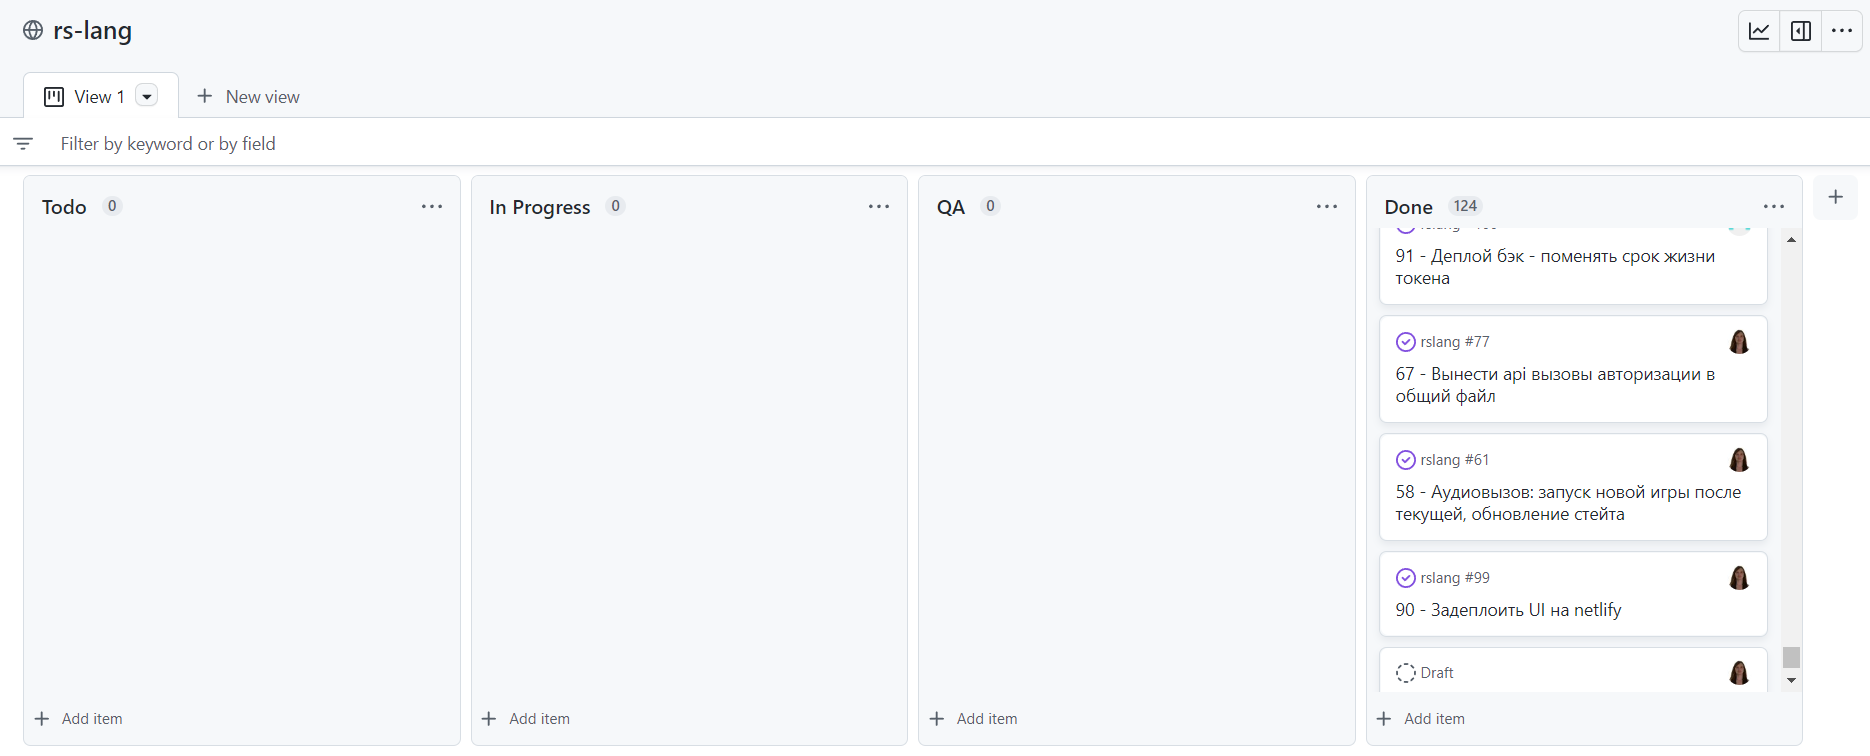 rs-lang
View 1
New view
Filter by keyword or by field
Todo 0
Add item
In Progress 0
Add item
QA 0
Add item
Done 124
91 - Деплой бэк - поменять срок жизни
токена
rslang #77
67 - Вынести api вызовы авторизации в
общий файл
rslang #61
58 - Аудиовызов: запуск новой игры после
текущей, обновление стейта
rslang #99
90 - Задеплоить UI на netlify
Draft
Add item